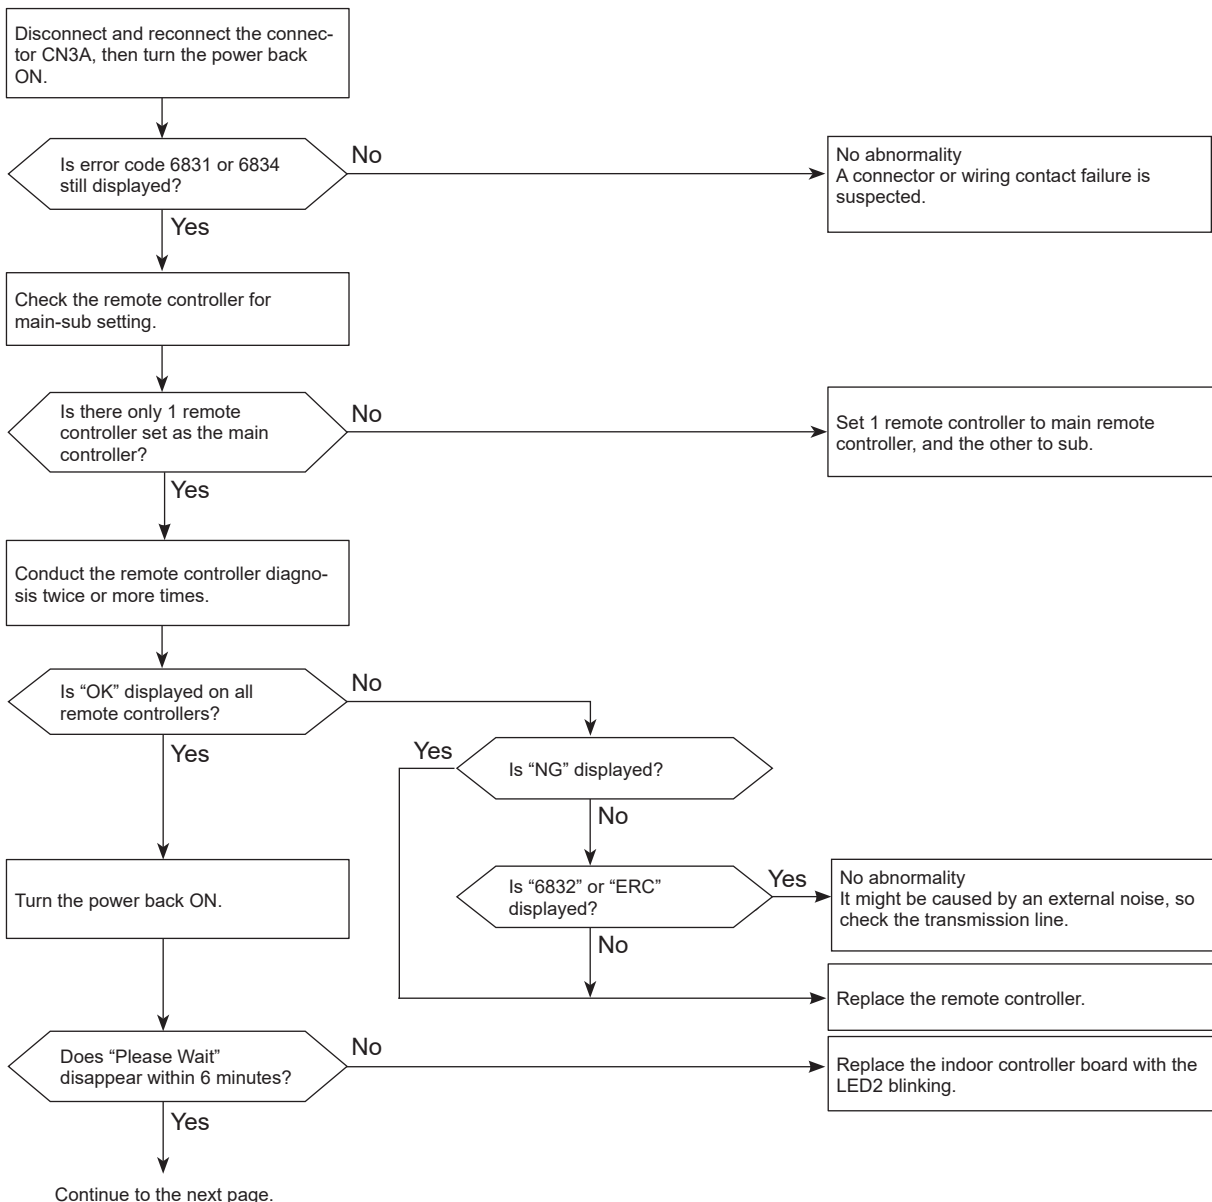 Disconnect and reconnect the connec-
tor CN3A, then turn the power back
ON.
Is error code 6831 or 6834
still displayed?
No
No abnormality
A connector or wiring contact failure is
suspected.
Yes
Check the remote controller for
main-sub setting.
Is there only 1 remote
controller set as the main
controller?
No
Set 1 remote controller to main remote
controller, and the other to sub.
Yes
Conduct the remote controller diagno-
sis twice or more times.
Is “OK” displayed on all
remote controllers?
No
Yes
Is “NG” displayed?
Yes
No
Is “6832” or “ERC”
displayed?
Yes
No abnormality
It might be caused by an external noise, so
check the transmission line.
No
Replace the remote controller.
Turn the power back ON.
Does “Please Wait”
disappear within 6 minutes?
No
Replace the indoor controller board with the
LED2 blinking.
Yes
Continue to the next page.